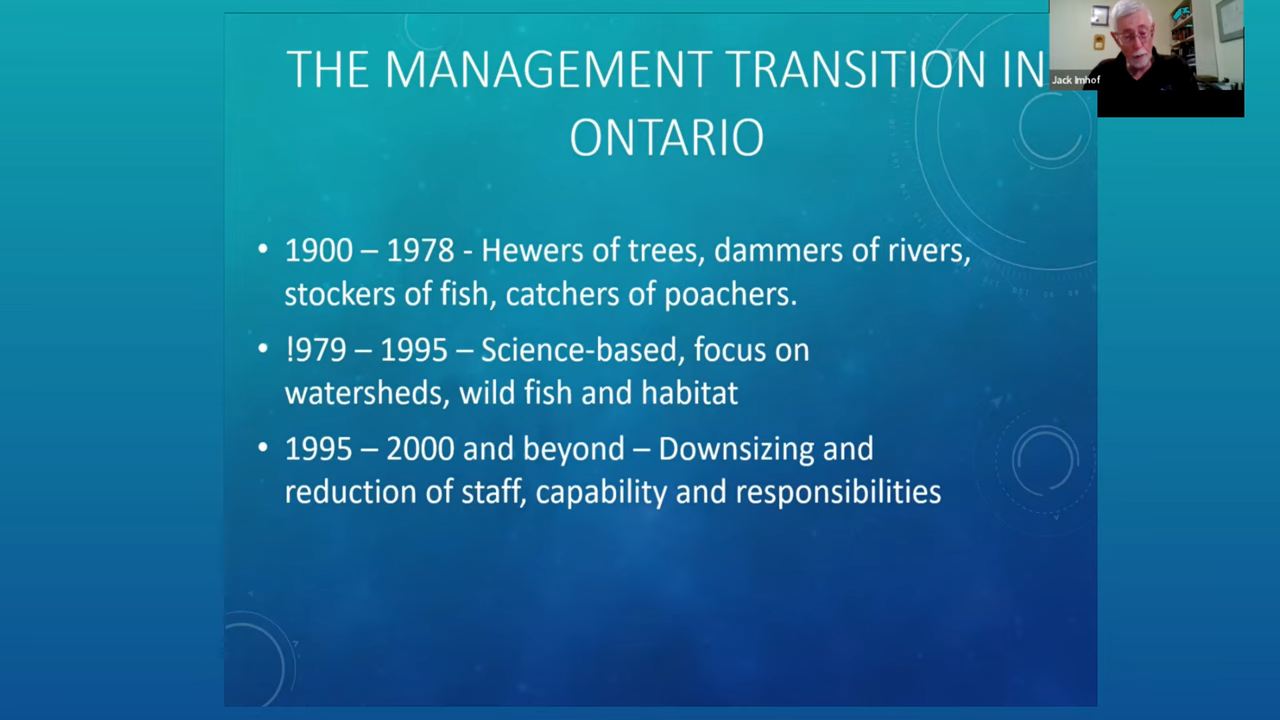 THE MANAGEMENT TRANSITION IN
ONTARIO
Jack Imhof
• 1900 – 1978 - Hewers of trees, dammers of rivers,
stockers of fish, catchers of poachers.
• !979 – 1995 – Science-based, focus on
watersheds, wild fish and habitat
• 1995 – 2000 and beyond – Downsizing and
reduction of staff, capability and responsibilities